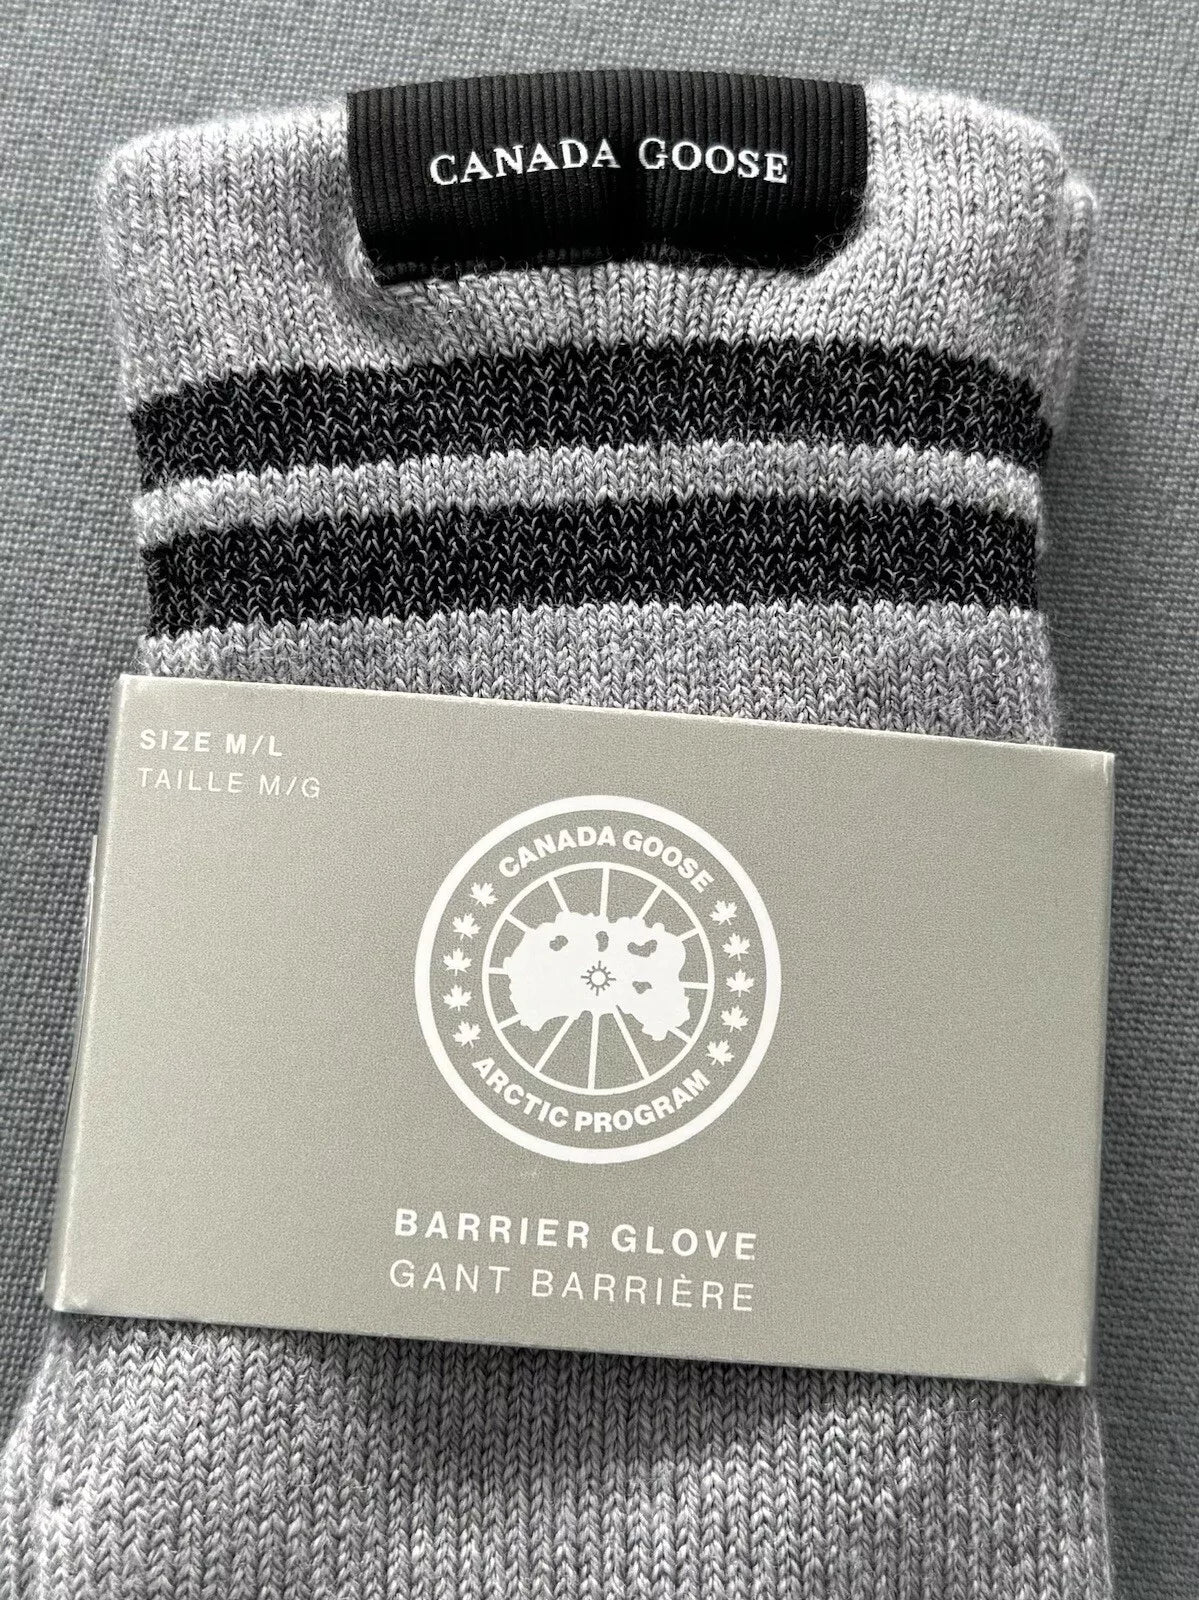 CANADA GOOSE
SIZE M/L
TAILLE M/G
CANADA GOOSE
ARCTIC PROGRAM
BARRIER GLOVE
GANT BARRIÈRE